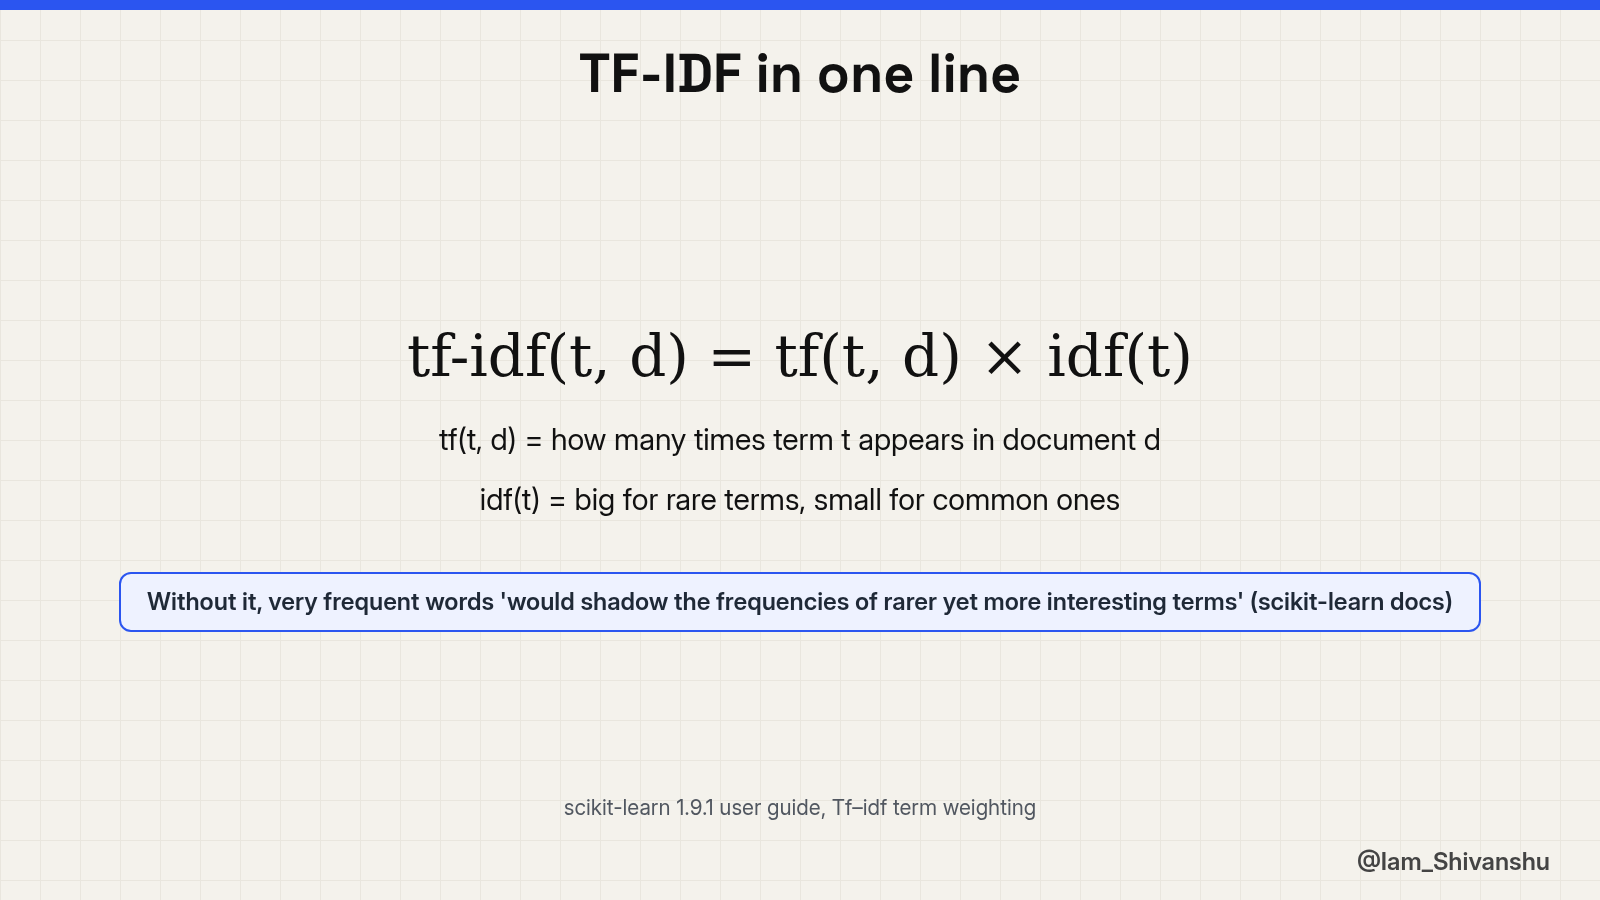 TF-IDF in one line
tf-idf(t, d) = tf(t, d) × idf(t)
tf(t, d) = how many times term t appears in document d
idf(t) = big for rare terms, small for common ones
Without it, very frequent words 'would shadow the frequencies of rarer yet more interesting terms' (scikit-learn docs)
scikit-learn 1.9.1 user guide, Tf–idf term weighting
@Iam_Shivanshu